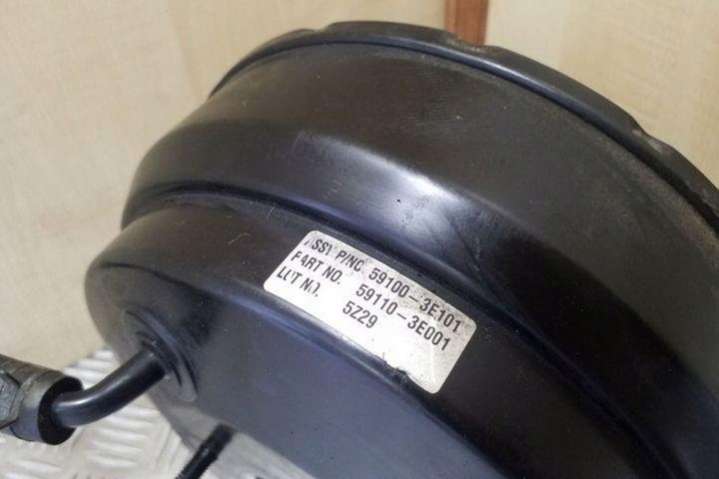 ASSY P/NO 59100-3E101
PART NO. 59110-3E001
LOT NO. 5Z29